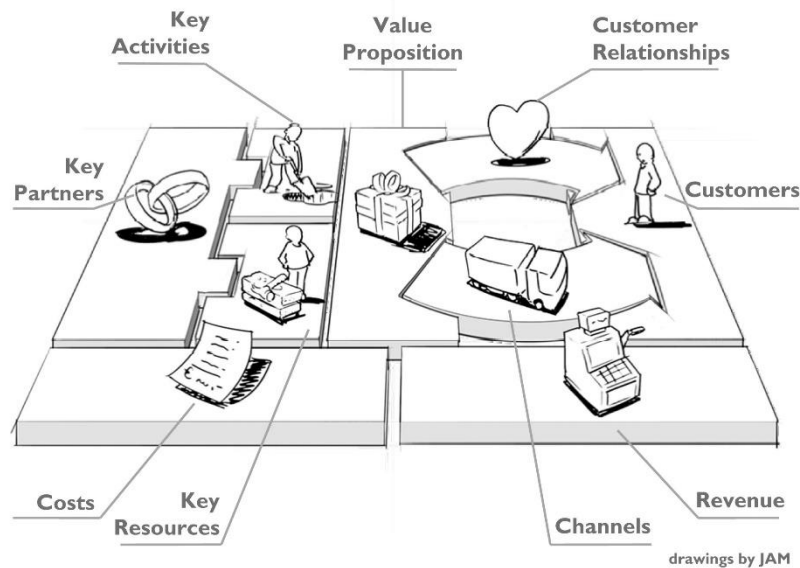 Key
Activities
Value
Proposition
Customer
Relationships
Key
Partners
Customers
Costs
Key
Resources
Channels
Revenue
drawings by JAM